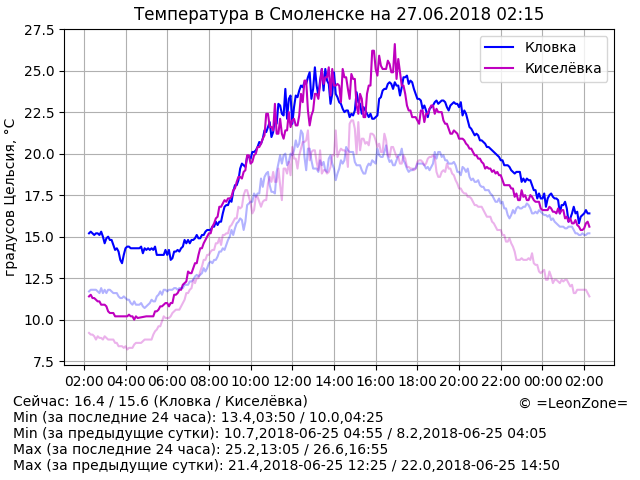 Температура в Смоленске на 27.06.2018 02:15
градусов Цельсия, °C
27.5
25.0
22.5
20.0
17.5
15.0
12.5
10.0
7.5
Кловка
Киселёвка
02:00 04:00 06:00 08:00 10:00 12:00 14:00 16:00 18:00 20:00 22:00 00:00 02:00
Сейчас: 16.4 / 15.6 (Кловка / Киселёвка)
© =LeonZone=
Min (за последние 24 часа): 13.4,03:50 / 10.0,04:25
Min (за предыдущие сутки): 10.7,2018-06-25 04:55 / 8.2,2018-06-25 04:05
Max (за последние 24 часа): 25.2,13:05 / 26.6,16:55
Max (за предыдущие сутки): 21.4,2018-06-25 12:25 / 22.0,2018-06-25 14:50